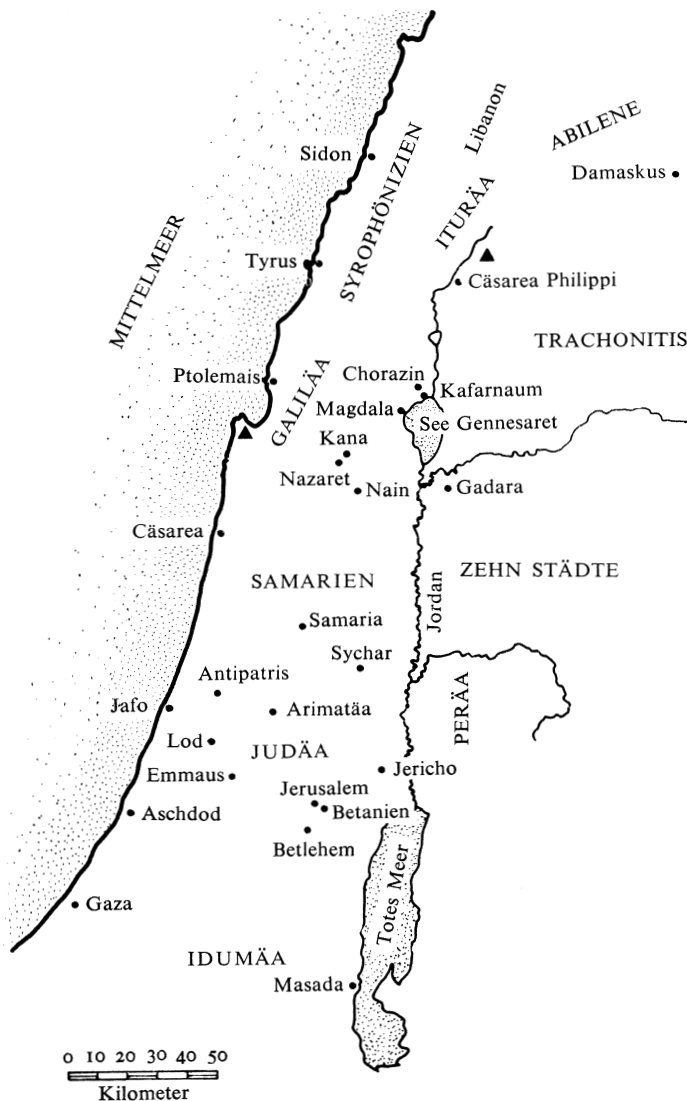 Libanon
ABILENE
Sidon
Damaskus
SYROPHÖNIZIEN
ITURÄA
MITTELMEER
Tyrus
Cäsarea Philippi
TRACHONITIS
Ptolemais
GALILÄA
Chorazin
Kafarnaum
Magdala
See Gennesaret
Kana
Nazaret
Nain
Gadara
Cäsarea
SAMARIEN
ZEHN STÄDTE
Jordan
Samaria
Sychar
Antipatris
PERÄA
Jafo
Arimatäa
Lod
JUDÄA
Emmaus
Jericho
Jerusalem
Aschdod
Betanien
Betlehem
Totes Meer
Gaza
IDUMÄA
Masada
0 10 20 30 40 50
Kilometer